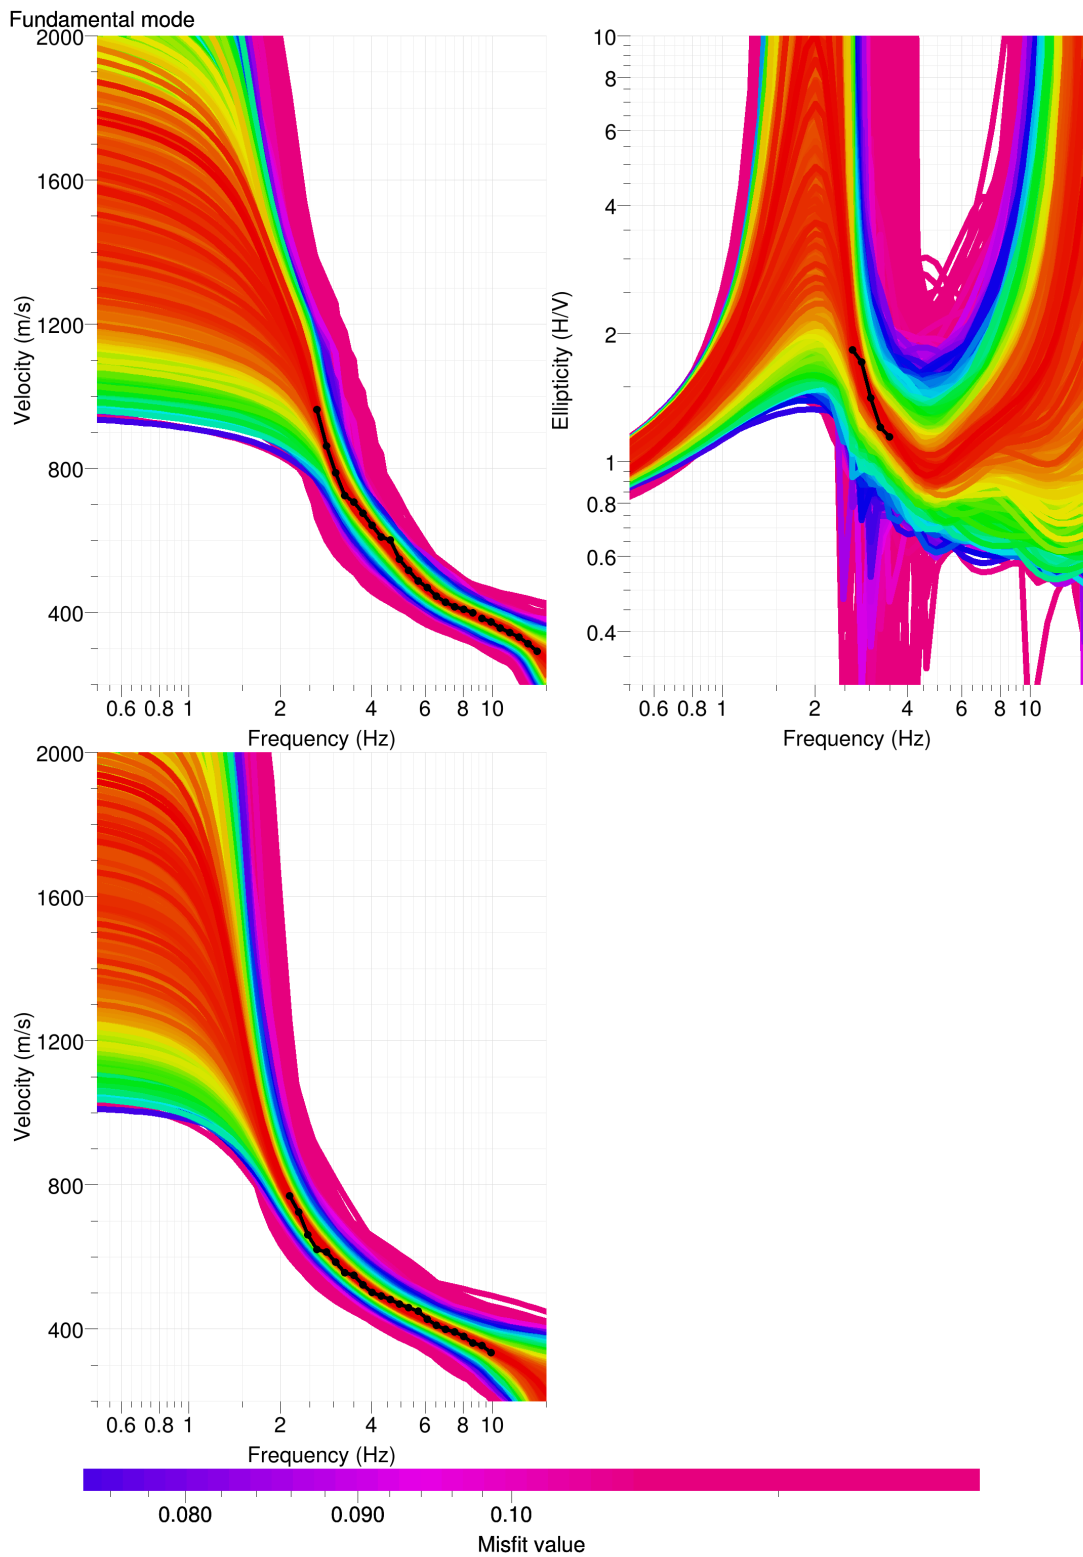 Fundamental mode
2000
1600
1200
800
400
Velocity (m/s)
0.6 0.8 1 2 4 6 8 10
Frequency (Hz)
10
8
6
4
2
1
0.8
0.6
0.4
Ellipticity (H/V)
0.6 0.8 1 2 4 6 8 10
Frequency (Hz)
2000
1600
1200
800
400
Velocity (m/s)
0.6 0.8 1 2 4 6 8 10
Frequency (Hz)
0.080 0.090 0.10
Misfit value